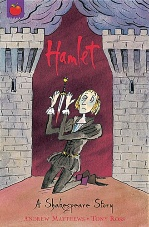 Hamlet
A Shakespeare Story
ANDREW MATTHEWS • TONY ROSS